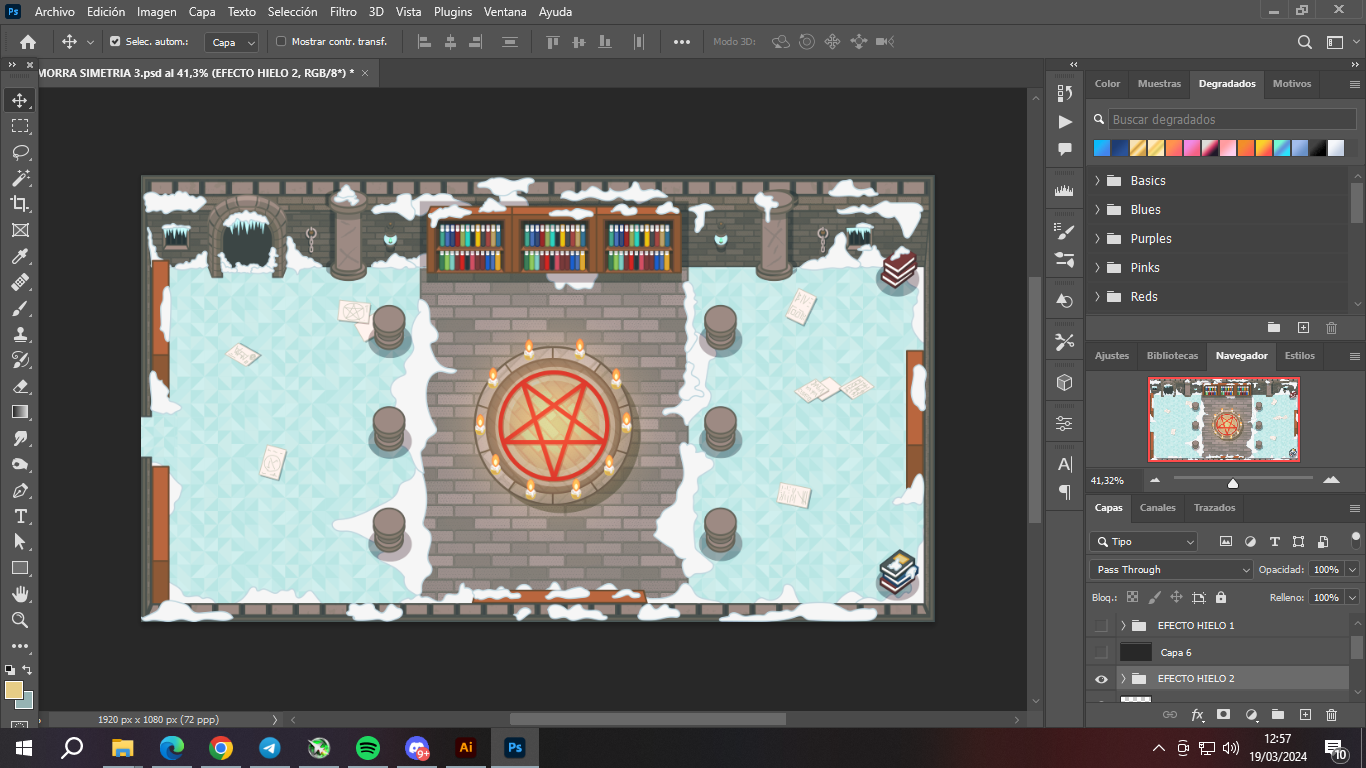 Ps Archivo Edición Imagen Capa Texto Selección Filtro 3D Vista Plugins Ventana Ayuda
Selec. autom.: Capa Mostrar contr. transf. Modo 3D:
MORRA SIMETRIA 3.psd al 41,3% (EFECTO HIELO 2, RGB/8*) *
Color Muestras Degradados Motivos
Buscar degradados
Basics
Blues
Purples
Pinks
Reds
Ajustes Bibliotecas Navegador Estilos
41,32%
Capas Canales Trazados
Tipo
Pass Through Opacidad: 100%
Bloq.: Relleno: 100%
EFECTO HIELO 1
Capa 6
EFECTO HIELO 2
1920 px x 1080 px (72 ppp)
9+ Ai Ps
12:57
19/03/2024
10